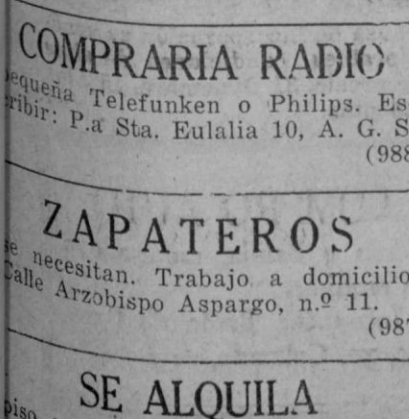 COMPRARIA RADIO
pequeña Telefunken o Philips. Es
cribir: P.a Sta. Eulalia 10, A. G. S
(988
ZAPATEROS
se necesitan. Trabajo a domicilio
Calle Arzobispo Aspargo, n.º 11.
(987
SE ALQUILA
piso